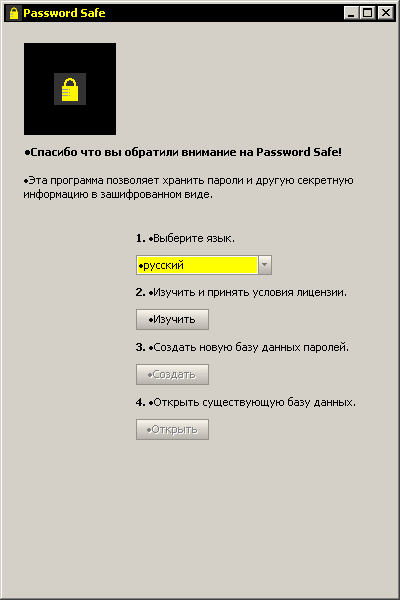 Password Safe
•Спасибо что вы обратили внимание на Password Safe!
•Эта программа позволяет хранить пароли и другую секретную
информацию в зашифрованном виде.
1. •Выберите язык.
•русский
2. •Изучить и принять условия лицензии.
•Изучить
3. •Создать новую базу данных паролей.
•Создать
4. •Открыть существующую базу данных.
•Открыть